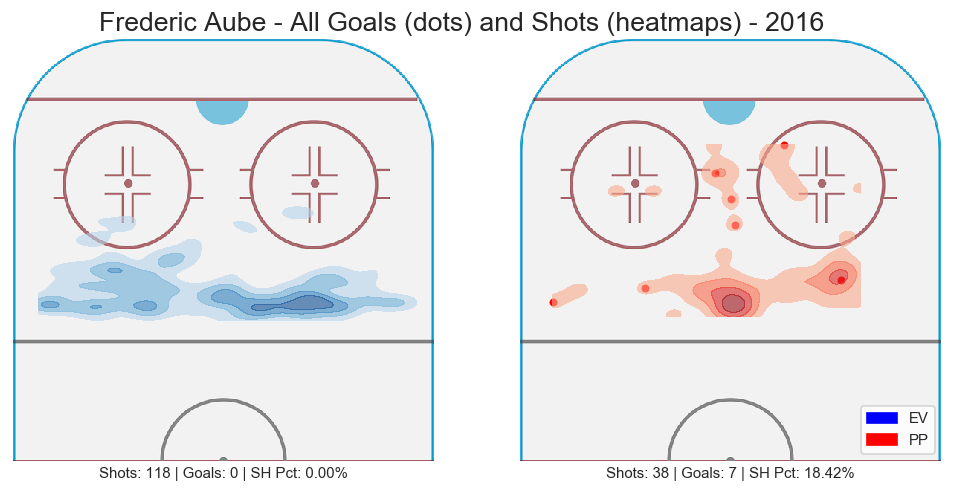 Frederic Aube - All Goals (dots) and Shots (heatmaps) - 2016
EV
PP
Shots: 118 | Goals: 0 | SH Pct: 0.00%
Shots: 38 | Goals: 7 | SH Pct: 18.42%